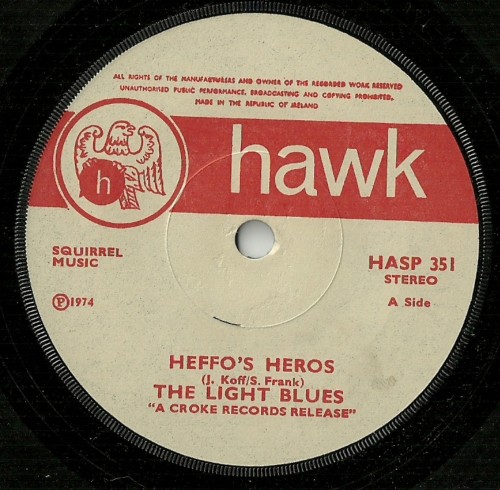 ALL RIGHTS OF THE MANUFACTURERS AND OWNER OF THE RECORDED WORK RESERVED
UNAUTHORISED PUBLIC PERFORMANCE, BROADCASTING AND COPYING PROHIBITED.
MADE IN THE REPUBLIC OF IRELAND
h
hawk
SQUIRREL
MUSIC
HASP 351
STEREO
Ⓟ1974
A Side
HEFFO'S HEROS
(J. Koff/S. Frank)
THE LIGHT BLUES
"A CROKE RECORDS RELEASE"